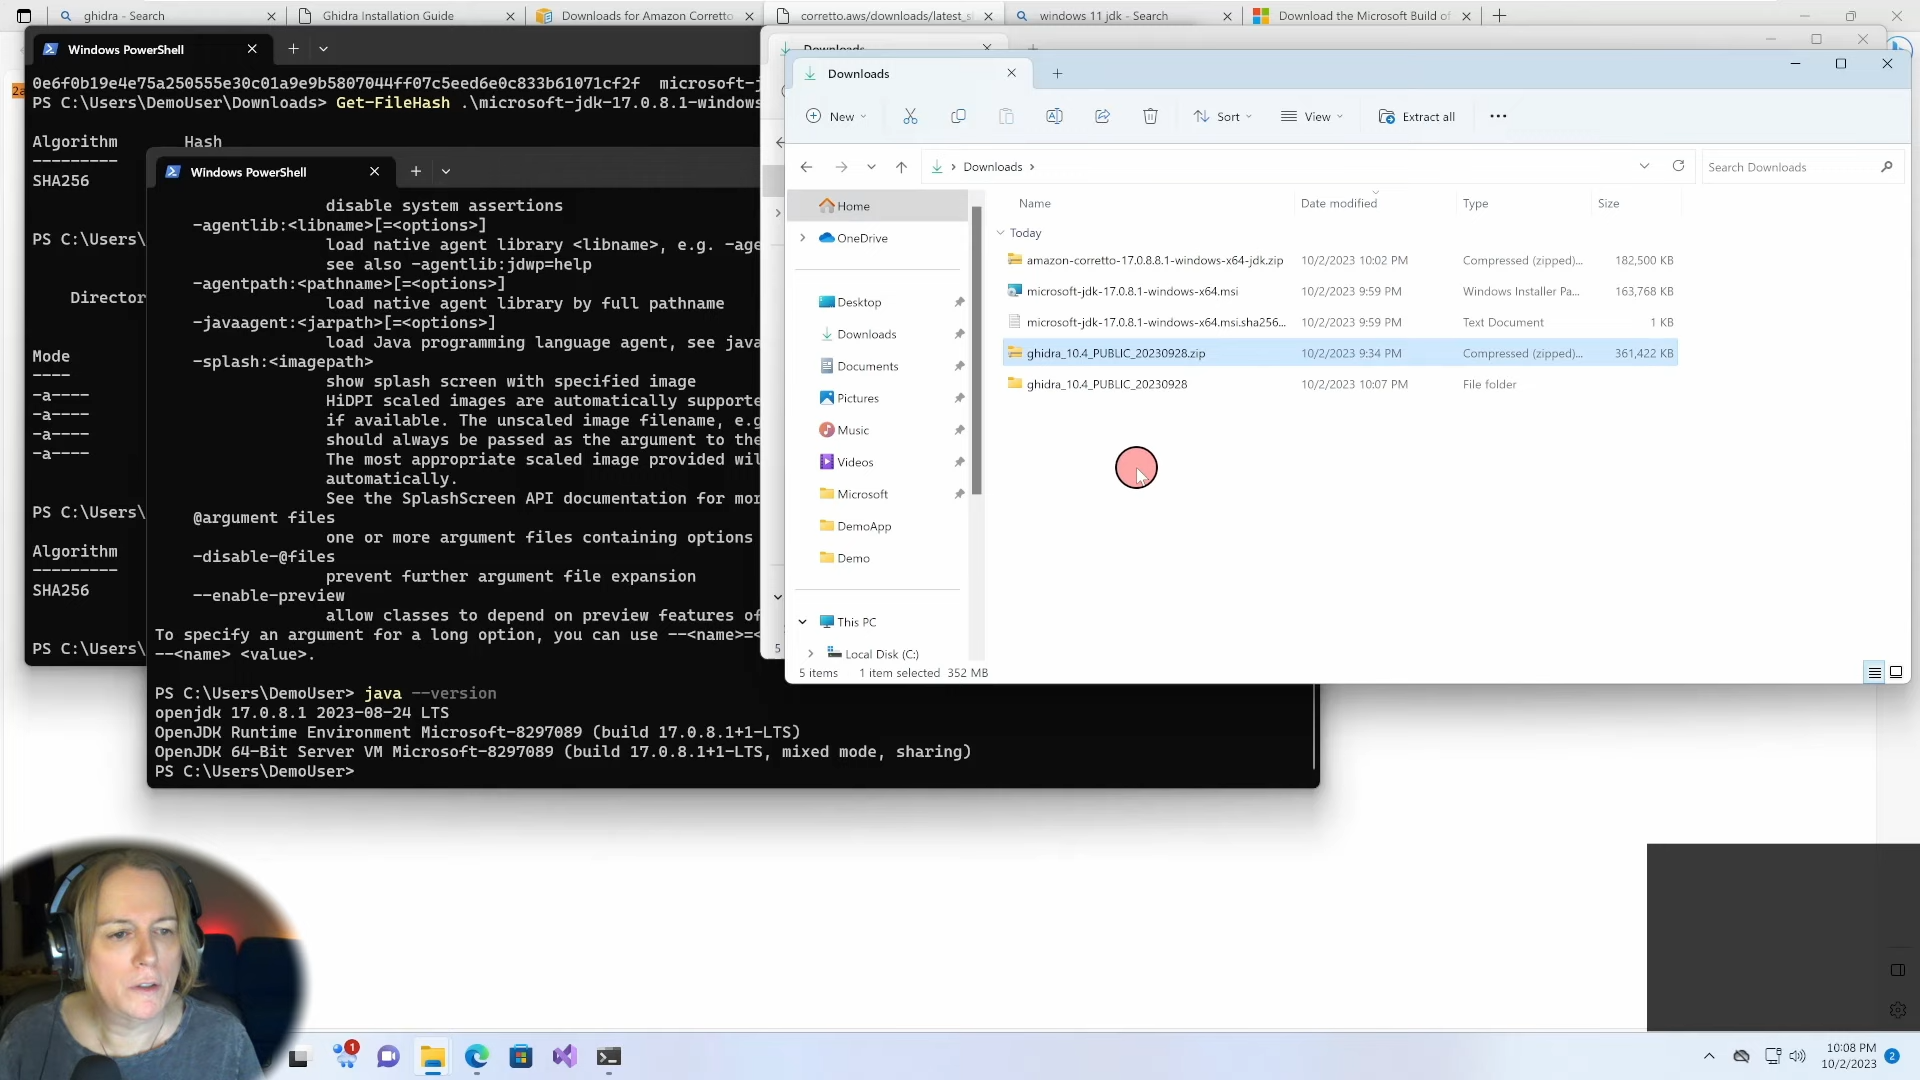 ghidra - Search
Ghidra Installation Guide
Downloads for Amazon Corretto
corretto.aws/downloads/latest_s
windows 11 jdk - Search
Download the Microsoft Build of
Windows PowerShell
0e6f0b19e4e75a250555e30c01a9e9b5807044ff07c5eed6e0c833b61071cf2f microsoft-j
PS C:\Users\DemoUser\Downloads> Get-FileHash .\microsoft-jdk-17.0.8.1-windows
Algorithm Hash
--------- 
SHA256
PS C:\Users\
Director
Mode
----
-a----
-a----
-a----
-a----
PS C:\Users\
Algorithm
---------
SHA256
PS C:\Users\
Windows PowerShell
disable system assertions
-agentlib:<libname>[=<options>]
load native agent library <libname>, e.g. -age
see also -agentlib:jdwp=help
-agentpath:<pathname>[=<options>]
load native agent library by full pathname
-javaagent:<jarpath>[=<options>]
load Java programming language agent, see java
-splash:<imagepath>
show splash screen with specified image
HiDPI scaled images are automatically supporte
if available. The unscaled image filename, e.g
should always be passed as the argument to the
The most appropriate scaled image provided wil
automatically.
See the SplashScreen API documentation for mor
@argument files
one or more argument files containing options
-disable-@files
prevent further argument file expansion
--enable-preview
allow classes to depend on preview features of
To specify an argument for a long option, you can use --<name>=<
--<name> <value>.
PS C:\Users\DemoUser> java --version
openjdk 17.0.8.1 2023-08-24 LTS
OpenJDK Runtime Environment Microsoft-8297089 (build 17.0.8.1+1-LTS)
OpenJDK 64-Bit Server VM Microsoft-8297089 (build 17.0.8.1+1-LTS, mixed mode, sharing)
PS C:\Users\DemoUser>
Downloads
Downloads
New
Sort
View
Extract all
Downloads
Search Downloads
Home
OneDrive
Desktop
Downloads
Documents
Pictures
Music
Videos
Microsoft
DemoApp
Demo
This PC
Local Disk (C:)
Name Date modified Type Size
Today
amazon-corretto-17.0.8.8.1-windows-x64-jdk.zip 10/2/2023 10:02 PM Compressed (zipped)... 182,500 KB
microsoft-jdk-17.0.8.1-windows-x64.msi 10/2/2023 9:59 PM Windows Installer Pa... 163,768 KB
microsoft-jdk-17.0.8.1-windows-x64.msi.sha256... 10/2/2023 9:59 PM Text Document 1 KB
ghidra_10.4_PUBLIC_20230928.zip 10/2/2023 9:34 PM Compressed (zipped)... 361,422 KB
ghidra_10.4_PUBLIC_20230928 10/2/2023 10:07 PM File folder
5
5 items 1 item selected 352 MB
1
10:08 PM
10/2/2023
2